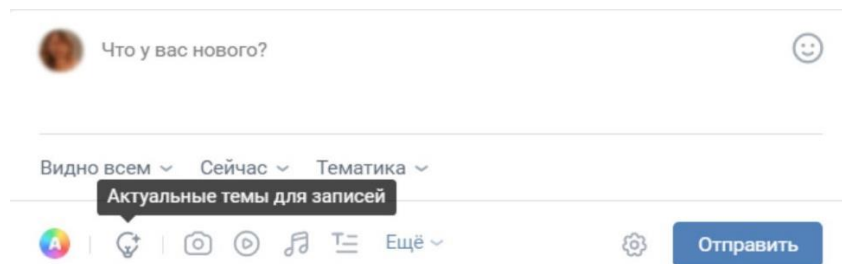 Что у вас нового?
Видно всем Сейчас Тематика
Актуальные темы для записей
A Ещё Отправить